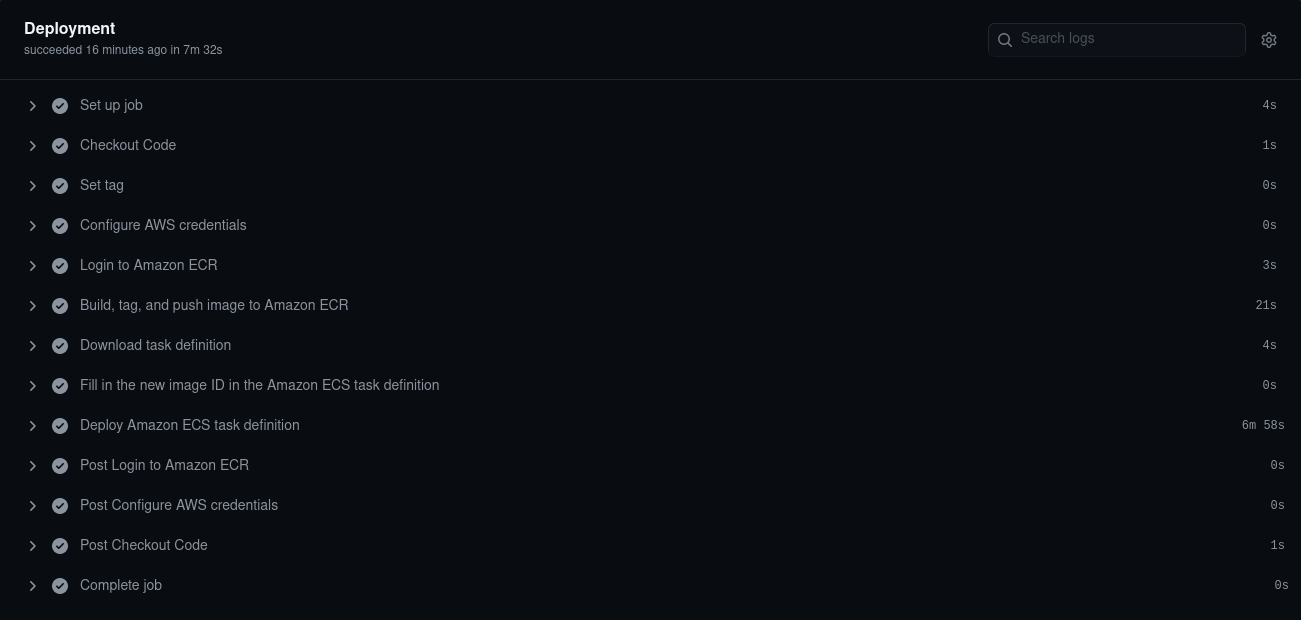 Deployment
succeeded 16 minutes ago in 7m 32s
Search logs
Set up job 4s
Checkout Code 1s
Set tag 0s
Configure AWS credentials 0s
Login to Amazon ECR 3s
Build, tag, and push image to Amazon ECR 21s
Download task definition 4s
Fill in the new image ID in the Amazon ECS task definition 0s
Deploy Amazon ECS task definition 6m 58s
Post Login to Amazon ECR 0s
Post Configure AWS credentials 0s
Post Checkout Code 1s
Complete job 0s